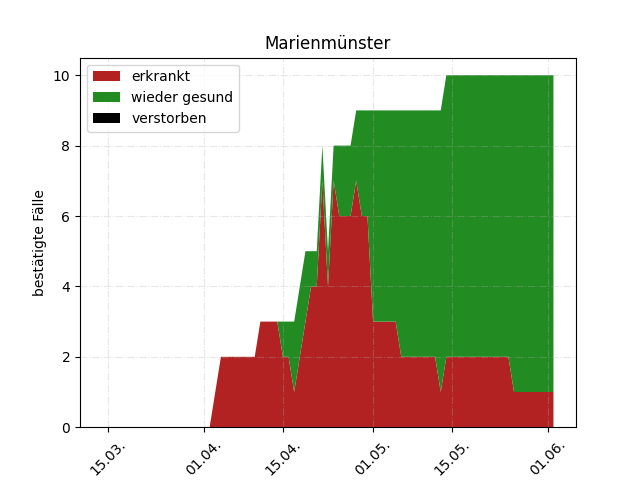 Marienmünster
erkrankt
wieder gesund
verstorben
bestätigte Fälle
10
8
6
4
2
0
15.03.
01.04.
15.04.
01.05.
15.05.
01.06.